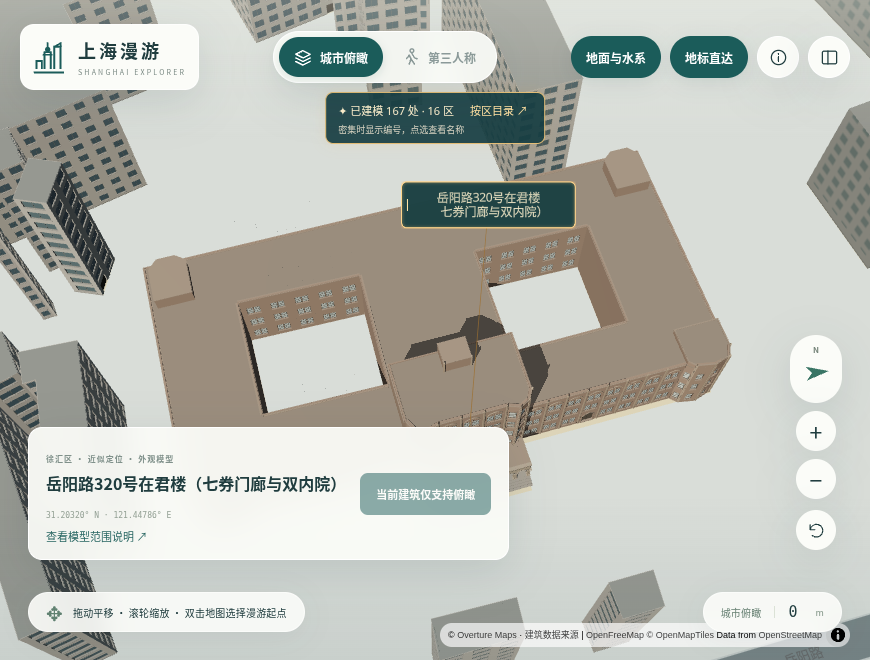 上海漫游
SHANGHAI EXPLORER
城市俯瞰
第三人称
地面与水系
地标直达
✦ 已建模 167 处 · 16 区 按区目录 ↗
密集时显示编号，点选查看名称
岳阳路320号在君楼
七券门廊与双内院）
N
徐汇区 · 近似定位 · 外观模型
岳阳路320号在君楼（七券门廊与双内院）
当前建筑仅支持俯瞰
31.20320° N · 121.44786° E
查看模型范围说明 ↗
拖动平移 · 滚轮缩放 · 双击地图选择漫游起点
城市俯瞰 0 m
© Overture Maps · 建筑数据来源 | OpenFreeMap © OpenMapTiles Data from OpenStreetMap